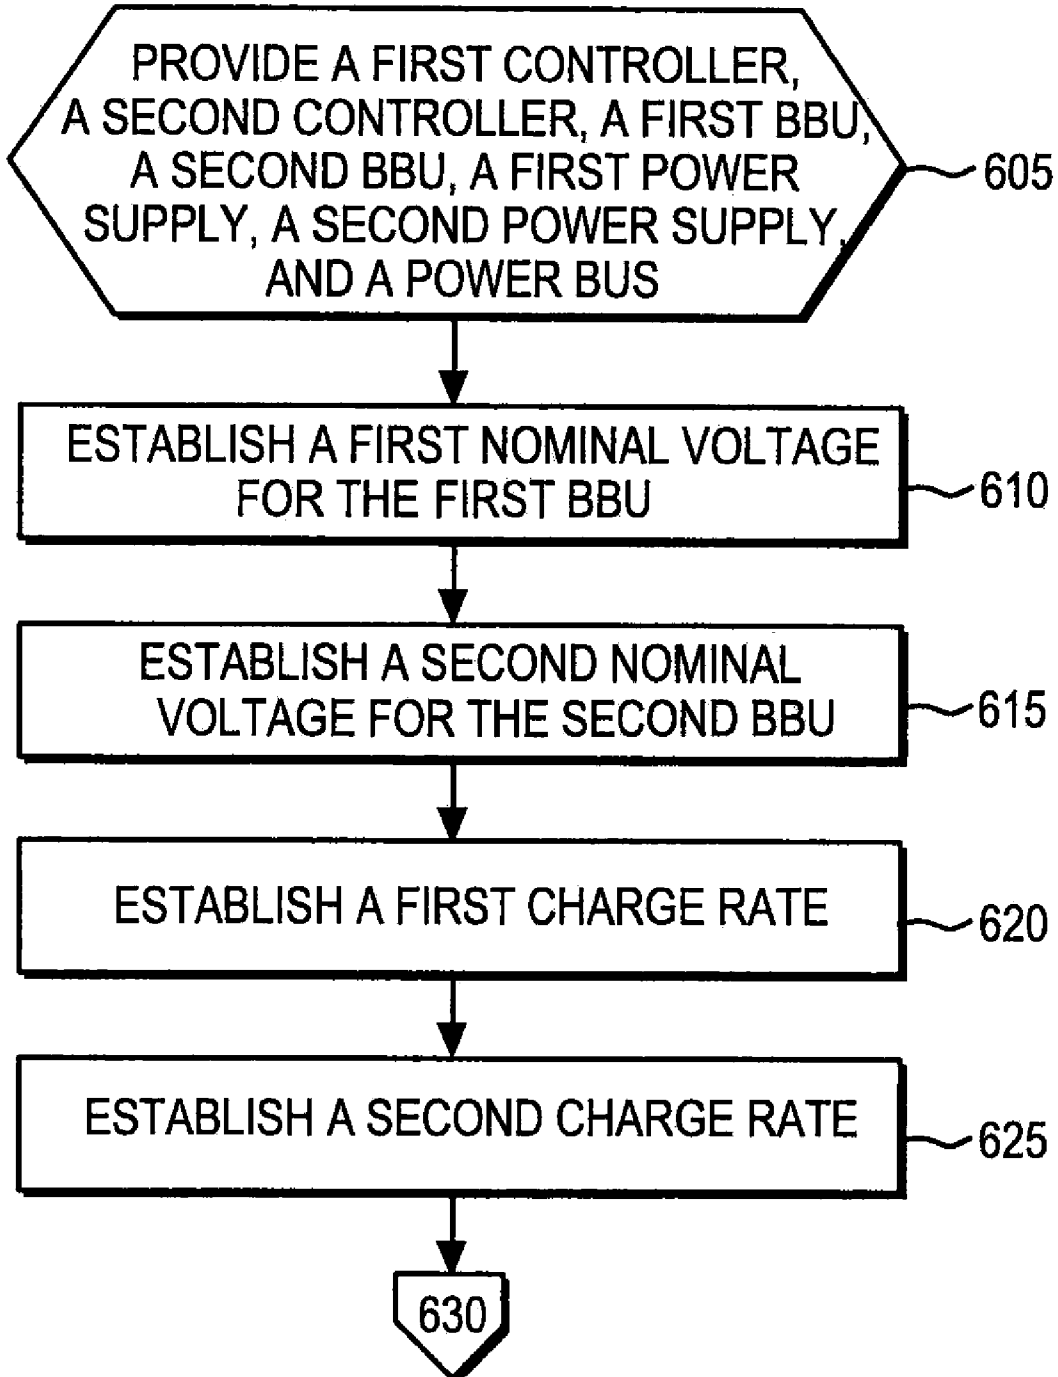 PROVIDE A FIRST CONTROLLER,
A SECOND CONTROLLER, A FIRST BBU,
A SECOND BBU, A FIRST POWER
SUPPLY, A SECOND POWER SUPPLY,
AND A POWER BUS
605
ESTABLISH A FIRST NOMINAL VOLTAGE
FOR THE FIRST BBU
610
ESTABLISH A SECOND NOMINAL
VOLTAGE FOR THE SECOND BBU
615
ESTABLISH A FIRST CHARGE RATE
620
ESTABLISH A SECOND CHARGE RATE
625
630